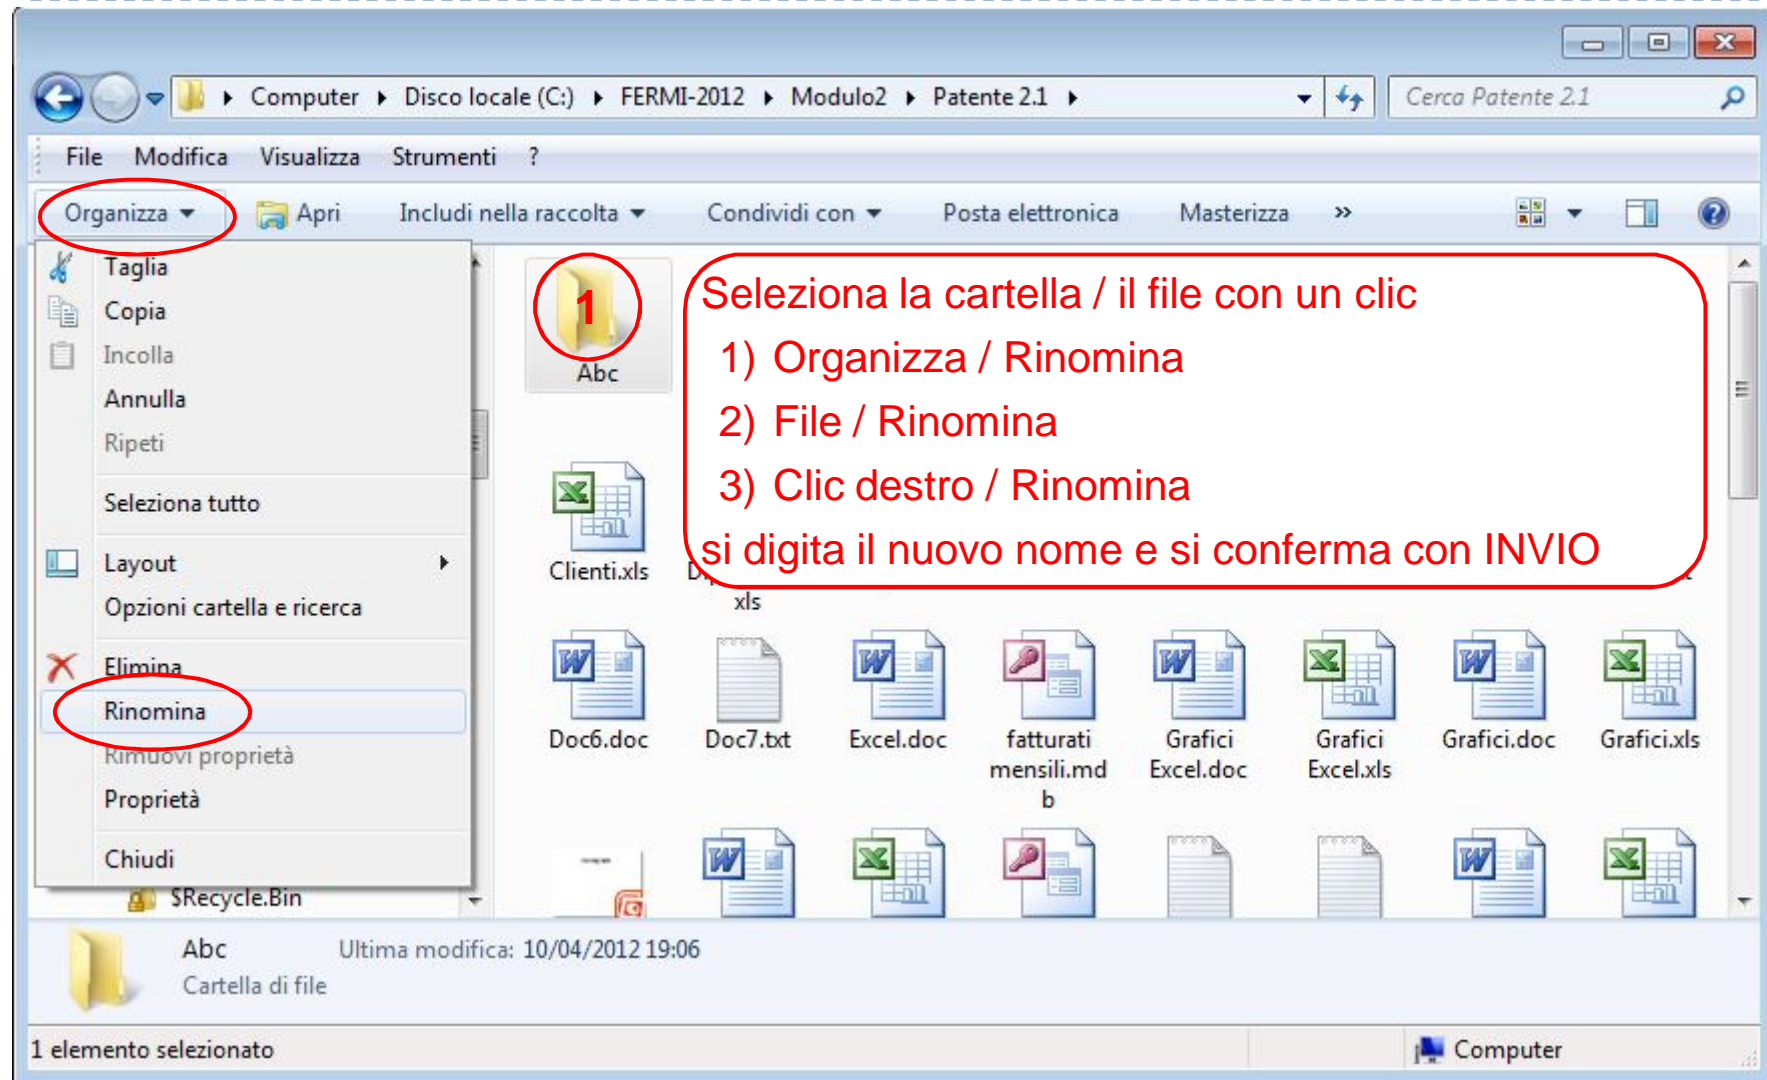 Computer ▸ Disco locale (C:) ▸ FERMI-2012 ▸ Modulo2 ▸ Patente 2.1 ▸
Cerca Patente 2.1
File Modifica Visualizza Strumenti ?
Organizza Apri Includi nella raccolta Condividi con Posta elettronica Masterizza »
Taglia
Copia
Incolla
Annulla
Ripeti
Seleziona tutto
Layout
Opzioni cartella e ricerca
Elimina
Rinomina
Rimuovi proprietà
Proprietà
Chiudi
$Recycle.Bin
1
Abc
Seleziona la cartella / il file con un clic
1) Organizza / Rinomina
2) File / Rinomina
3) Clic destro / Rinomina
si digita il nuovo nome e si conferma con INVIO
Clienti.xls
xls
Doc6.doc
Doc7.txt
Excel.doc
fatturati
mensili.md
b
Grafici
Excel.doc
Grafici
Excel.xls
Grafici.doc
Grafici.xls
Abc Ultima modifica: 10/04/2012 19:06
Cartella di file
1 elemento selezionato
Computer